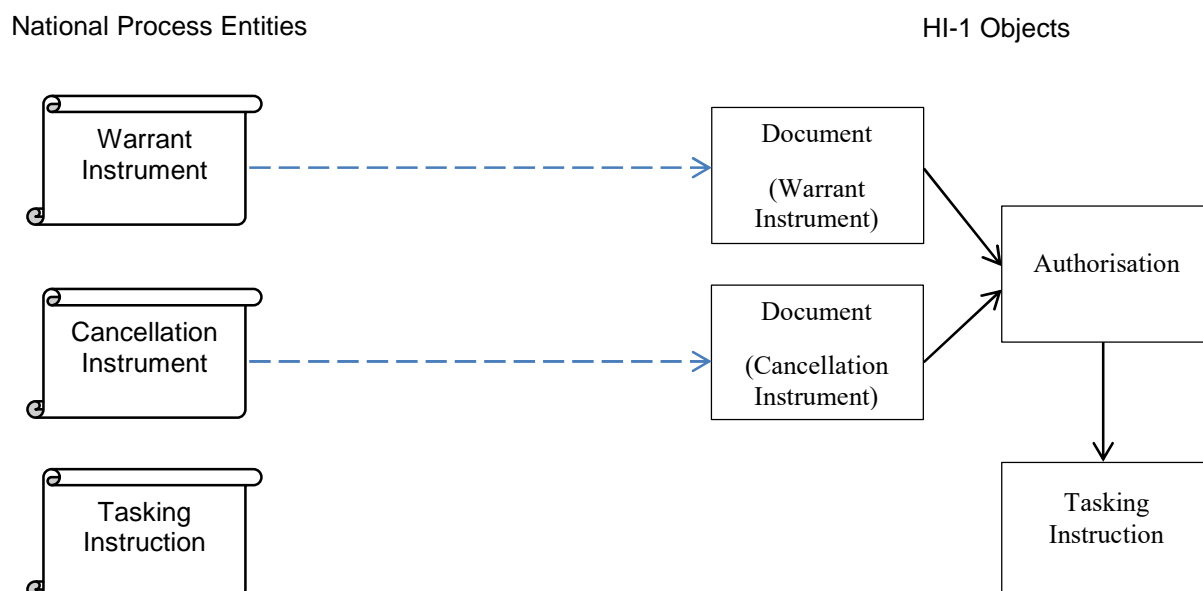 National Process Entities
HI-1 Objects
Warrant
Instrument
Document
(Warrant
Instrument)
Authorisation
Cancellation
Instrument
Document
(Cancellation
Instrument)
Tasking
Instruction
Tasking
Instruction